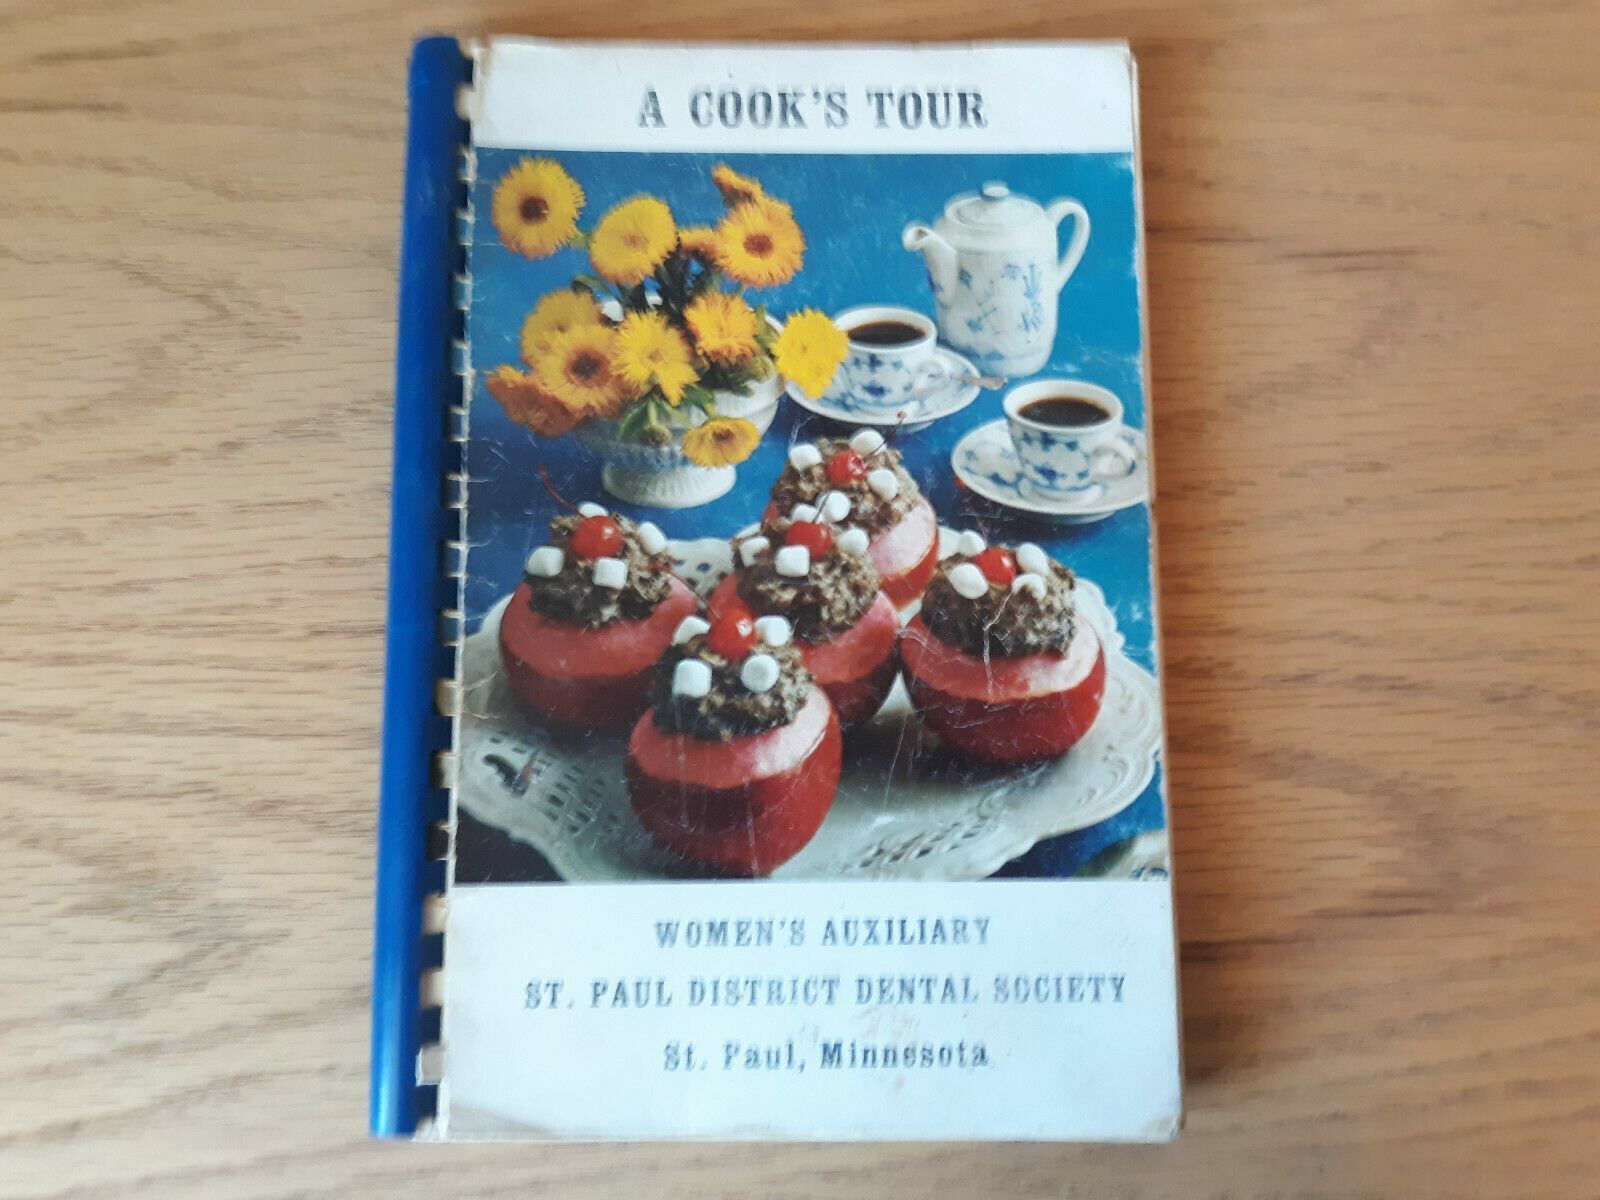 A COOK'S TOUR
WOMEN'S AUXILIARY
ST. PAUL DISTRICT DENTAL SOCIETY
St. Paul, Minnesota